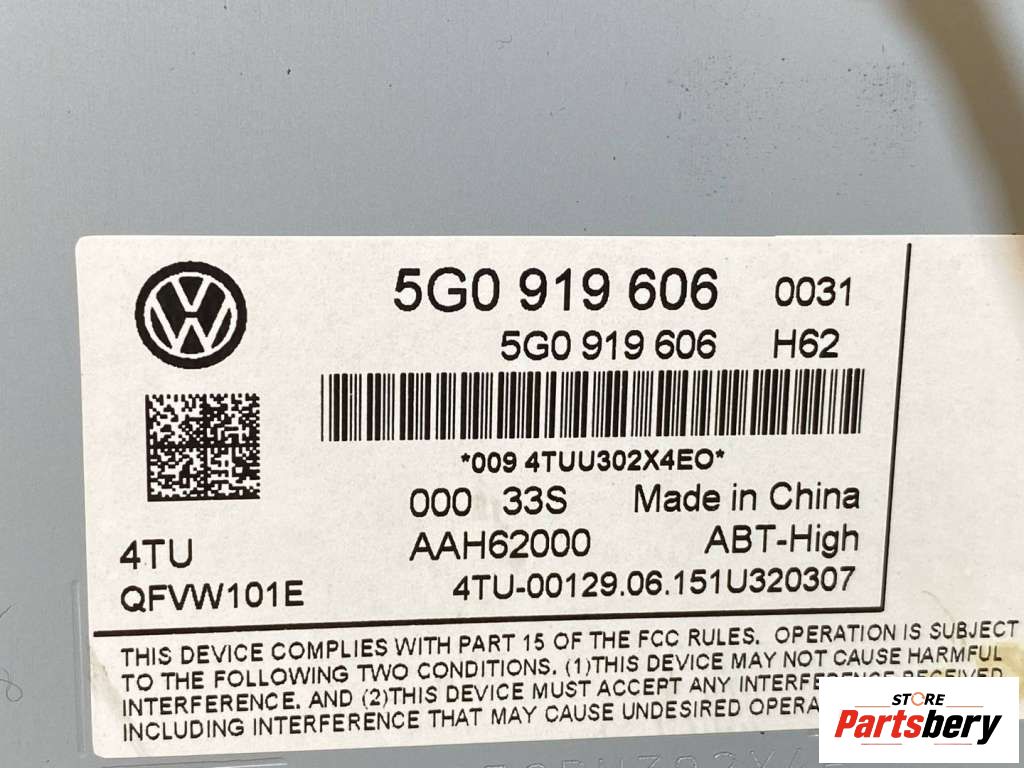 5G0 919 606 0031
5G0 919 606 H62
*009 4TUU302X4EO*
000 33S Made in China
4TU AAH62000 ABT-High
QFVW101E 4TU-00129.06.151U320307
THIS DEVICE COMPLIES WITH PART 15 OF THE FCC RULES. OPERATION IS SUBJECT
TO THE FOLLOWING TWO CONDITIONS. (1)THIS DEVICE MAY NOT CAUSE HARMFUL
INTERFERENCE. AND (2)THIS DEVICE MUST ACCEPT ANY INTERFERENCE RECEIVED
INCLUDING INTERFERENCE THAT MAY CAUSE UNDESIRED
STORE
Partsbery